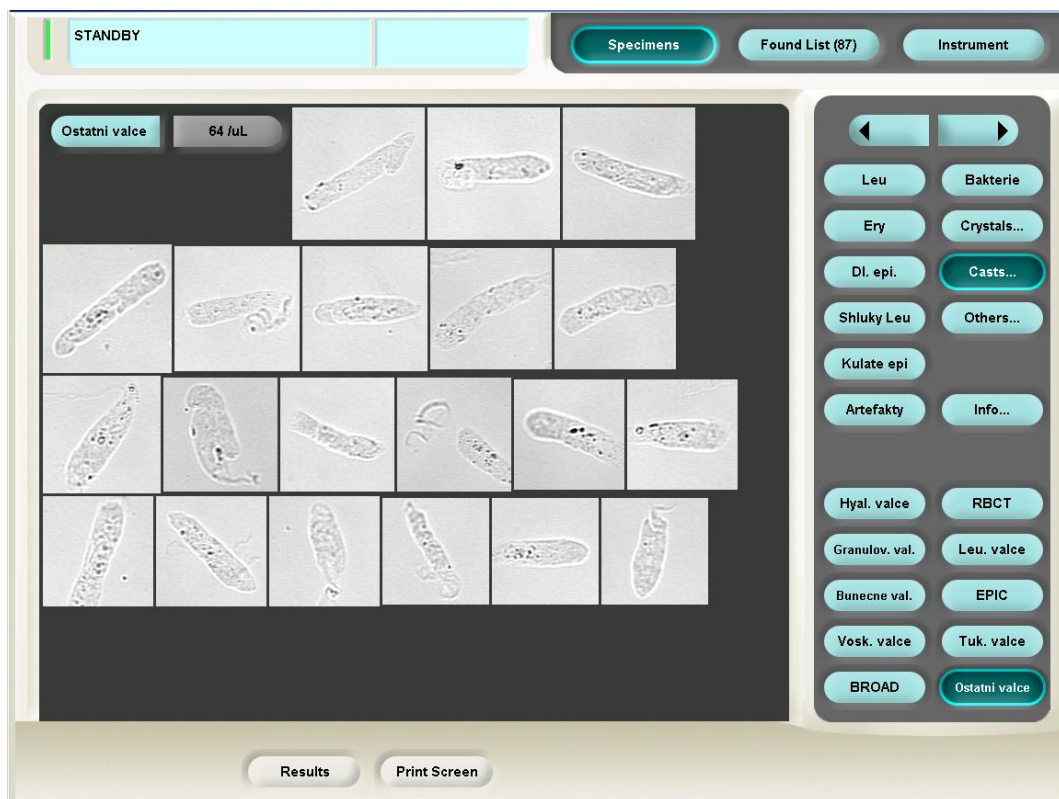 STANDBY
Specimens
Found List (87)
Instrument
Ostatni valce
64 /uL
Leu
Bakterie
Ery
Crystals...
Dl. epi.
Casts...
Shluky Leu
Others...
Kulate epi
Artefakty
Info...
Hyal. valce
RBCT
Granulov. val.
Leu. valce
Bunecne val.
EPIC
Vosk. valce
Tuk. valce
BROAD
Ostatni valce
Results
Print Screen